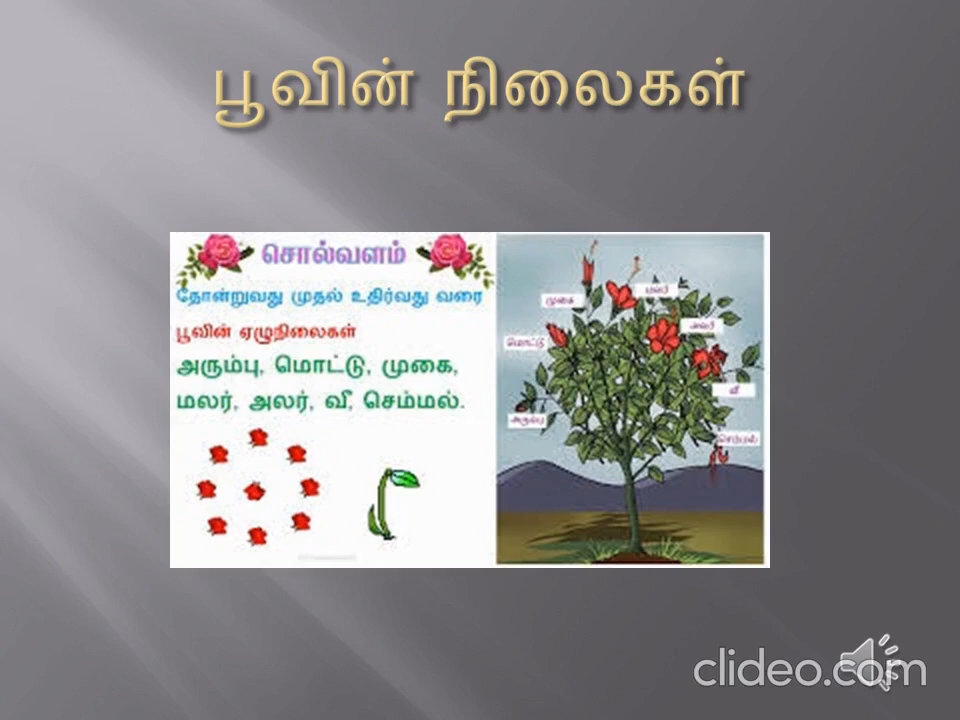 பூவின் நிலைகள்
சொல்வளம்
தோன்றுவது முதல் உதிர்வது வரை
பூவின் ஏழுநிலைகள்
அரும்பு, மொட்டு, முகை,
மலர், அலர், வீ, செம்மல்.
முகை
மலர்
அலர்
மொட்டு
வீ
அரும்பு
செம்மல்
clideo.com